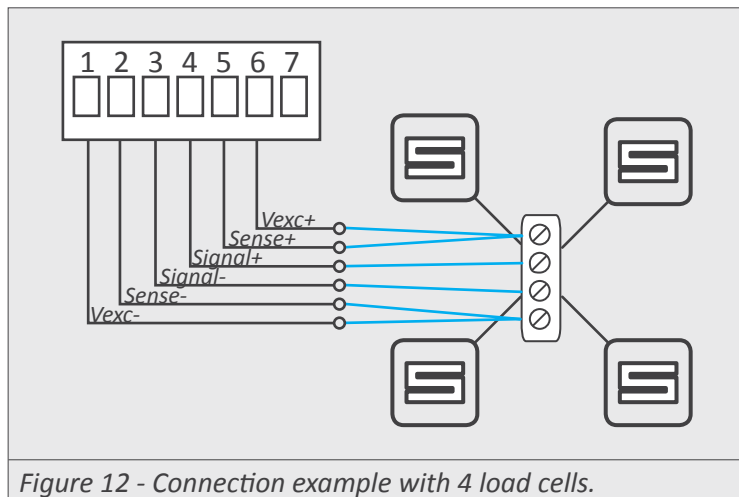 1 2 3 4 5 6 7
Vexc+
Sense+
Signal+
Signal-
Sense-
Vexc-
Figure 12 - Connection example with 4 load cells.